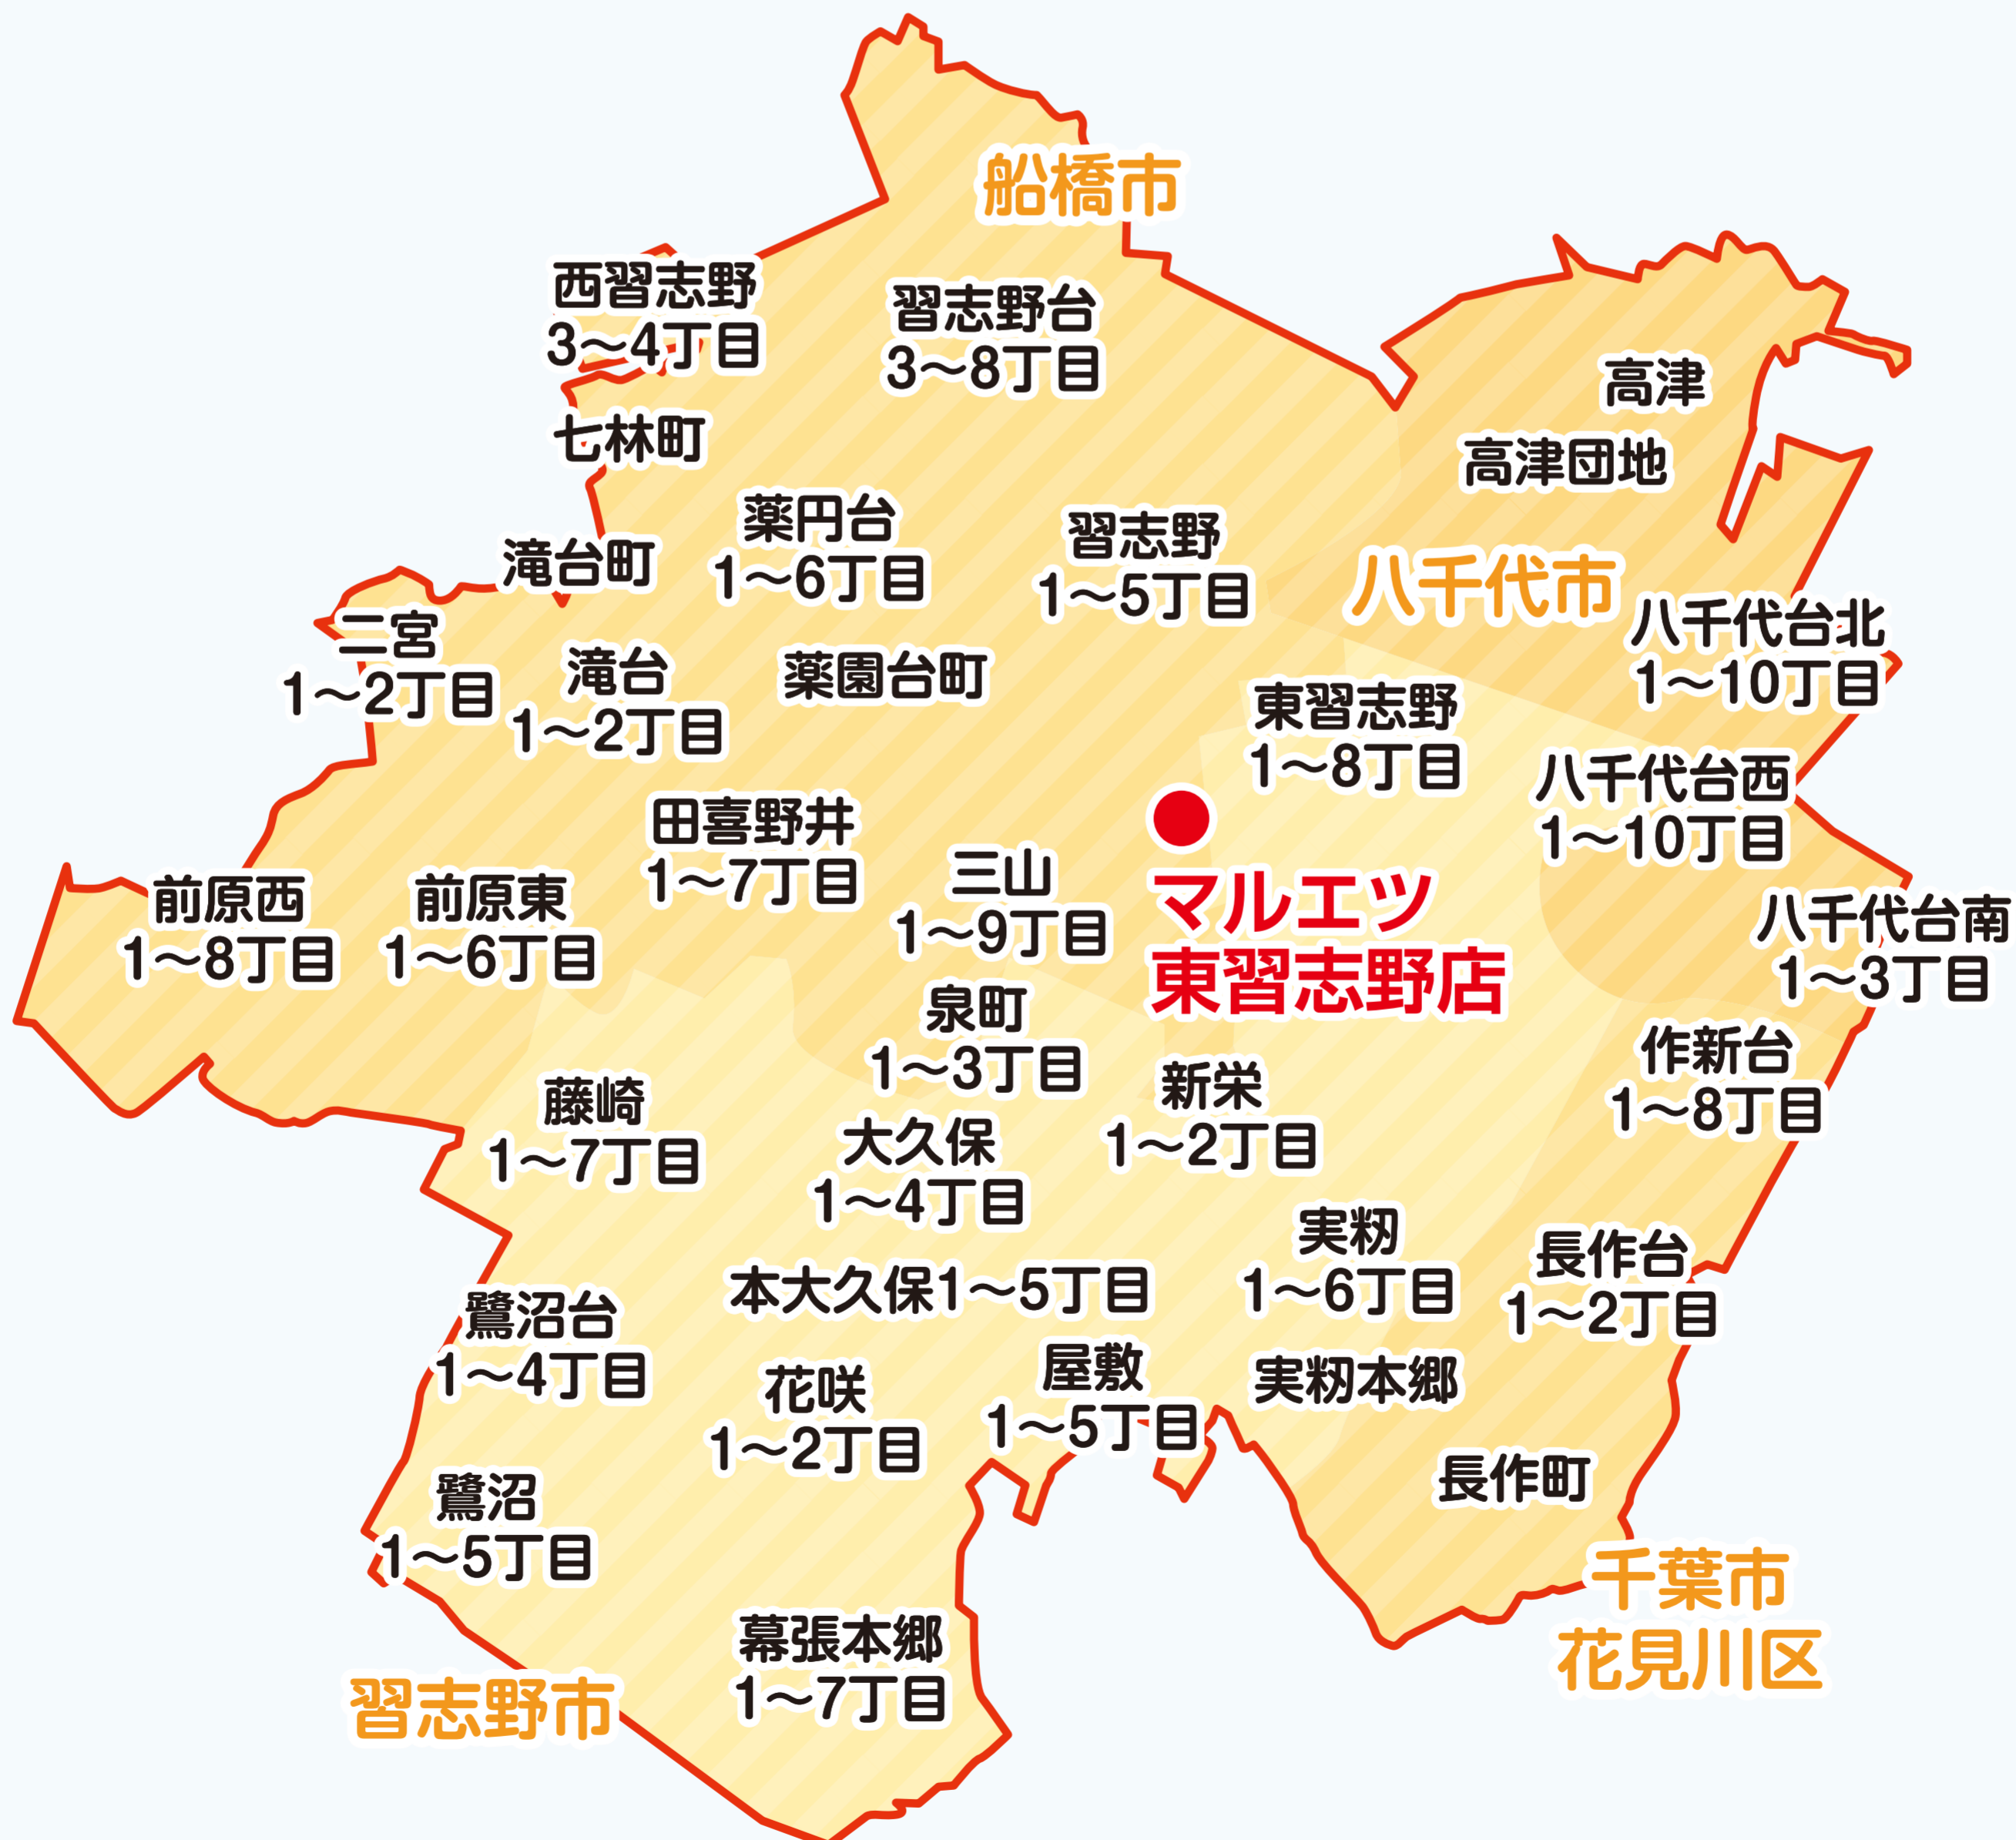 船橋市
西習志野
3～4丁目
習志野台
3～8丁目
高津
七林町
高津団地
薬円台
1～6丁目
習志野
1～5丁目
滝台町
八千代市
二宮
1～2丁目
八千代台北
1～10丁目
滝台
1～2丁目
薬園台町
東習志野
1～8丁目
八千代台西
1～10丁目
田喜野井
1～7丁目
三山
1～9丁目
マルエツ
東習志野店
前原西
1～8丁目
前原東
1～6丁目
八千代台南
1～3丁目
泉町
1～3丁目
作新台
1～8丁目
藤崎
1～7丁目
新栄
1～2丁目
大久保
1～4丁目
実籾
1～6丁目
長作台
1～2丁目
本大久保1～5丁目
鷺沼台
1～4丁目
屋敷
1～5丁目
実籾本郷
花咲
1～2丁目
長作町
鷺沼
1～5丁目
千葉市
花見川区
幕張本郷
1～7丁目
習志野市